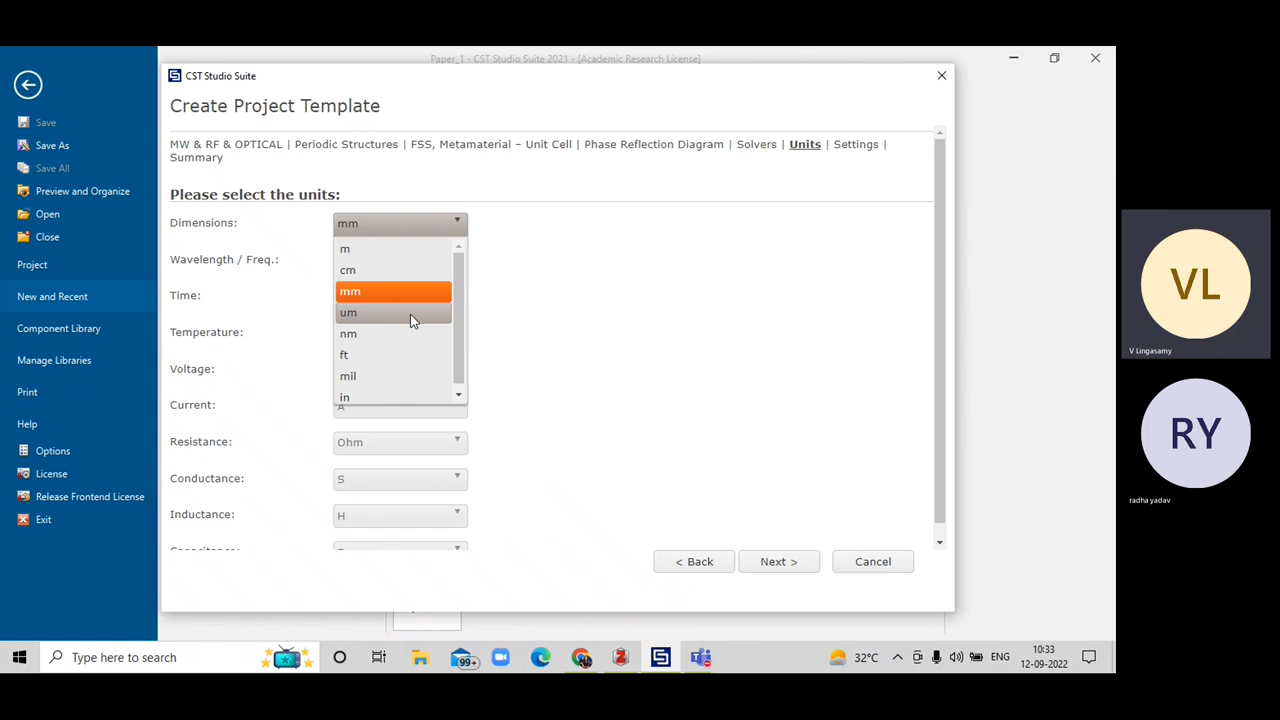 Paper_1 - CST Studio Suite 2021 - [Academic Research License]
CST Studio Suite
Create Project Template
MW & RF & OPTICAL | Periodic Structures | FSS, Metamaterial – Unit Cell | Phase Reflection Diagram | Solvers | Units | Settings |
Summary
Please select the units:
Dimensions:
mm
m
cm
mm
um
nm
ft
mil
in
Wavelength / Freq.:
Time:
Temperature:
Voltage:
Current:
A
Resistance:
Ohm
Conductance:
S
Inductance:
H
Capacitance:
< Back
Next >
Cancel
Save
Save As
Save All
Preview and Organize
Open
Close
Project
New and Recent
Component Library
Manage Libraries
Print
Help
Options
License
Release Frontend License
Exit
VL
V Lingasamy
RY
radha yadav
Type here to search
99+
32°C
ENG
10:33
12-09-2022